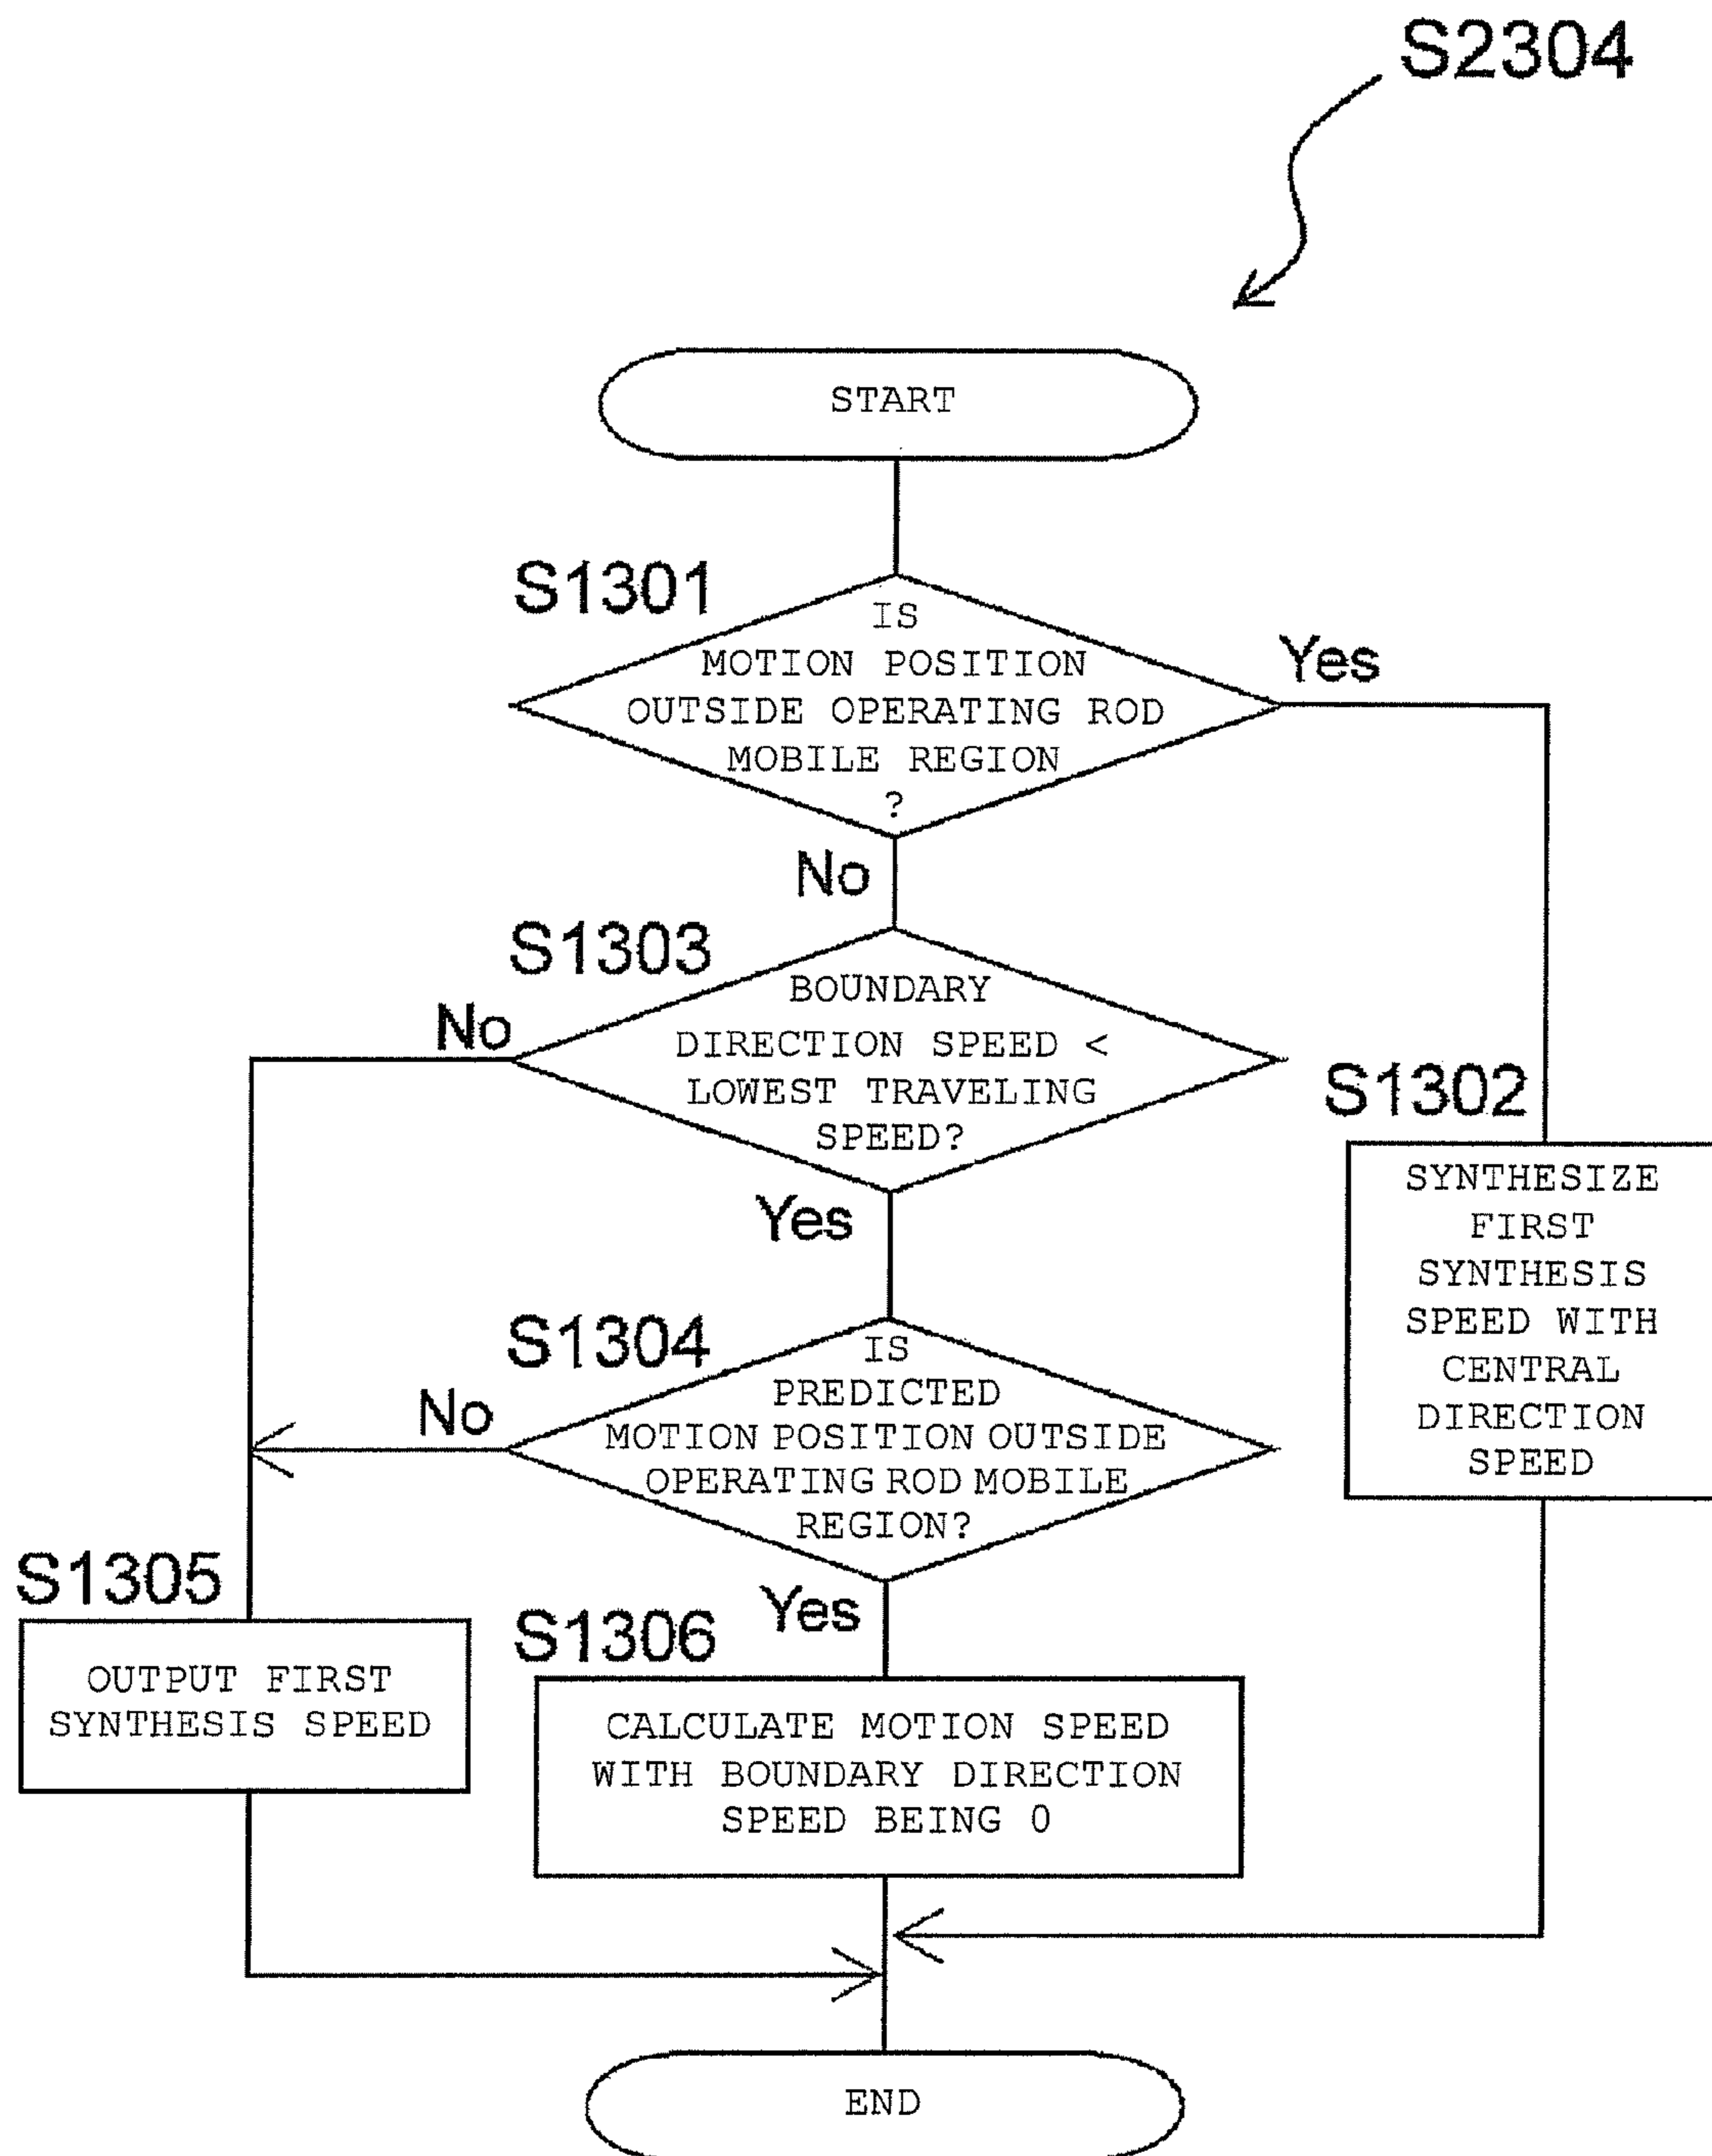 S2304
START
S1301
IS
MOTION POSITION
OUTSIDE OPERATING ROD
MOBILE REGION
?
Yes
No
S1303
BOUNDARY
DIRECTION SPEED <
LOWEST TRAVELING
SPEED?
No
Yes
S1302
SYNTHESIZE
FIRST
SYNTHESIS
SPEED WITH
CENTRAL
DIRECTION
SPEED
S1304
IS
PREDICTED
MOTION POSITION OUTSIDE
OPERATING ROD MOBILE
REGION?
No
Yes
S1305
OUTPUT FIRST
SYNTHESIS SPEED
S1306
CALCULATE MOTION SPEED
WITH BOUNDARY DIRECTION
SPEED BEING 0
END